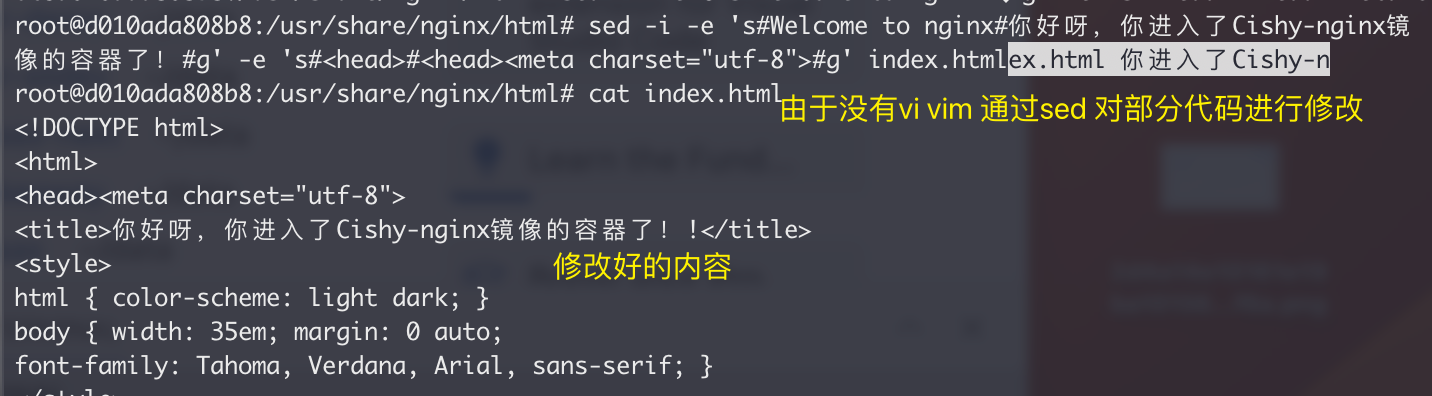 root@d010ada808b8:/usr/share/nginx/html# sed -i -e 's#Welcome to nginx#你好呀，你进入了Cishy-nginx镜
像的容器了！#g' -e 's#<head>#<head><meta charset="utf-8">#g' index.htmlex.html 你进入了Cishy-n
root@d010ada808b8:/usr/share/nginx/html# cat index.html
由于没有vi vim 通过sed 对部分代码进行修改
<!DOCTYPE html>
<html>
<head><meta charset="utf-8">
<title>你好呀，你进入了Cishy-nginx镜像的容器了！!</title>
<style>
修改好的内容
html { color-scheme: light dark; }
body { width: 35em; margin: 0 auto;
font-family: Tahoma, Verdana, Arial, sans-serif; }